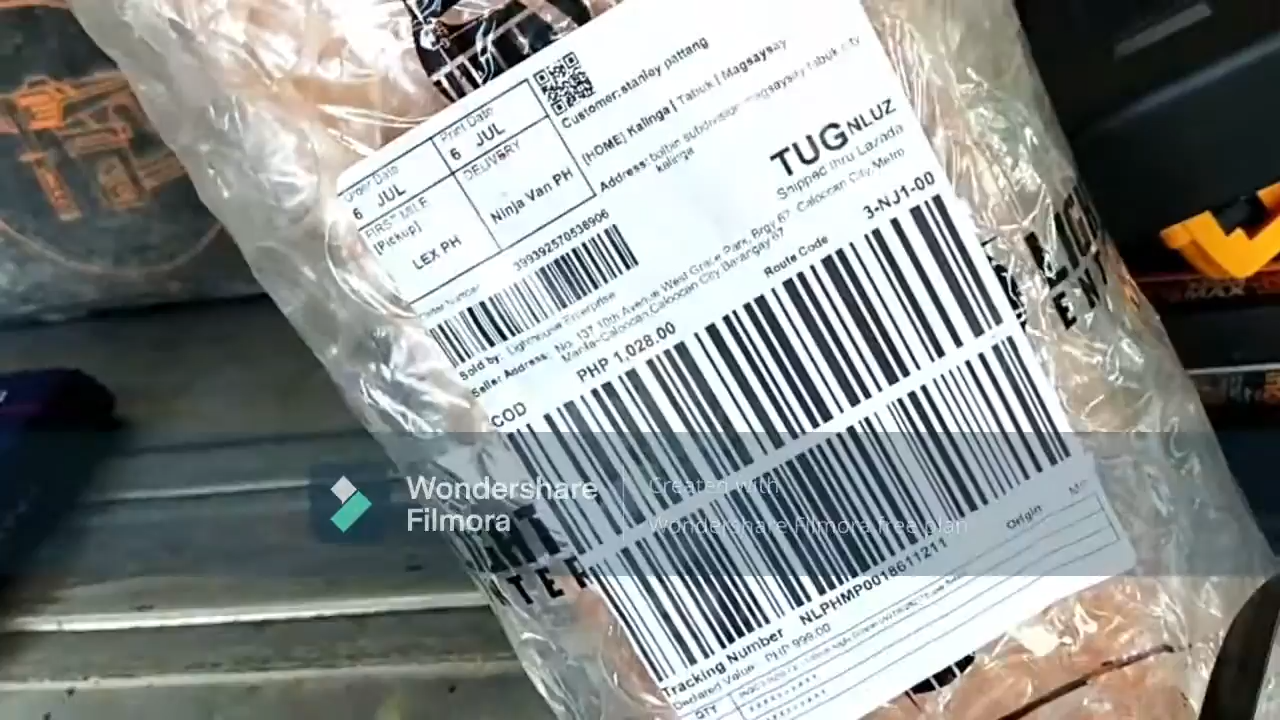 Order Date
6 JUL
Print Date
6 JUL
FIRST MILE
[Pickup]
LEX PH
DELIVERY
Ninja Van PH
Customer:stanley pattang
[HOME] Kalinga | Tabuk | Magsaysay
Address: subdivision magsaysay tabuk city
kalinga
TUG NLUZ
Shipped thru Lazada
Number
399392570538906
Sold by: Lighthouse Enterprise
Seller Address: No. 137 10th Avenue West Grace Park, Brgy 67 Caloocan City, Metro
Manila-Caloocan,Caloocan City,Barangay 67
COD
PHP 1,028.00
Route Code
3-NJ1-00
Wondershare
Filmora
Created with
Wondershare Filmora free plan
Tracking Number NLPHMP0018611211
Declared Value: PHP 999.00
Origin
QTY
MAX